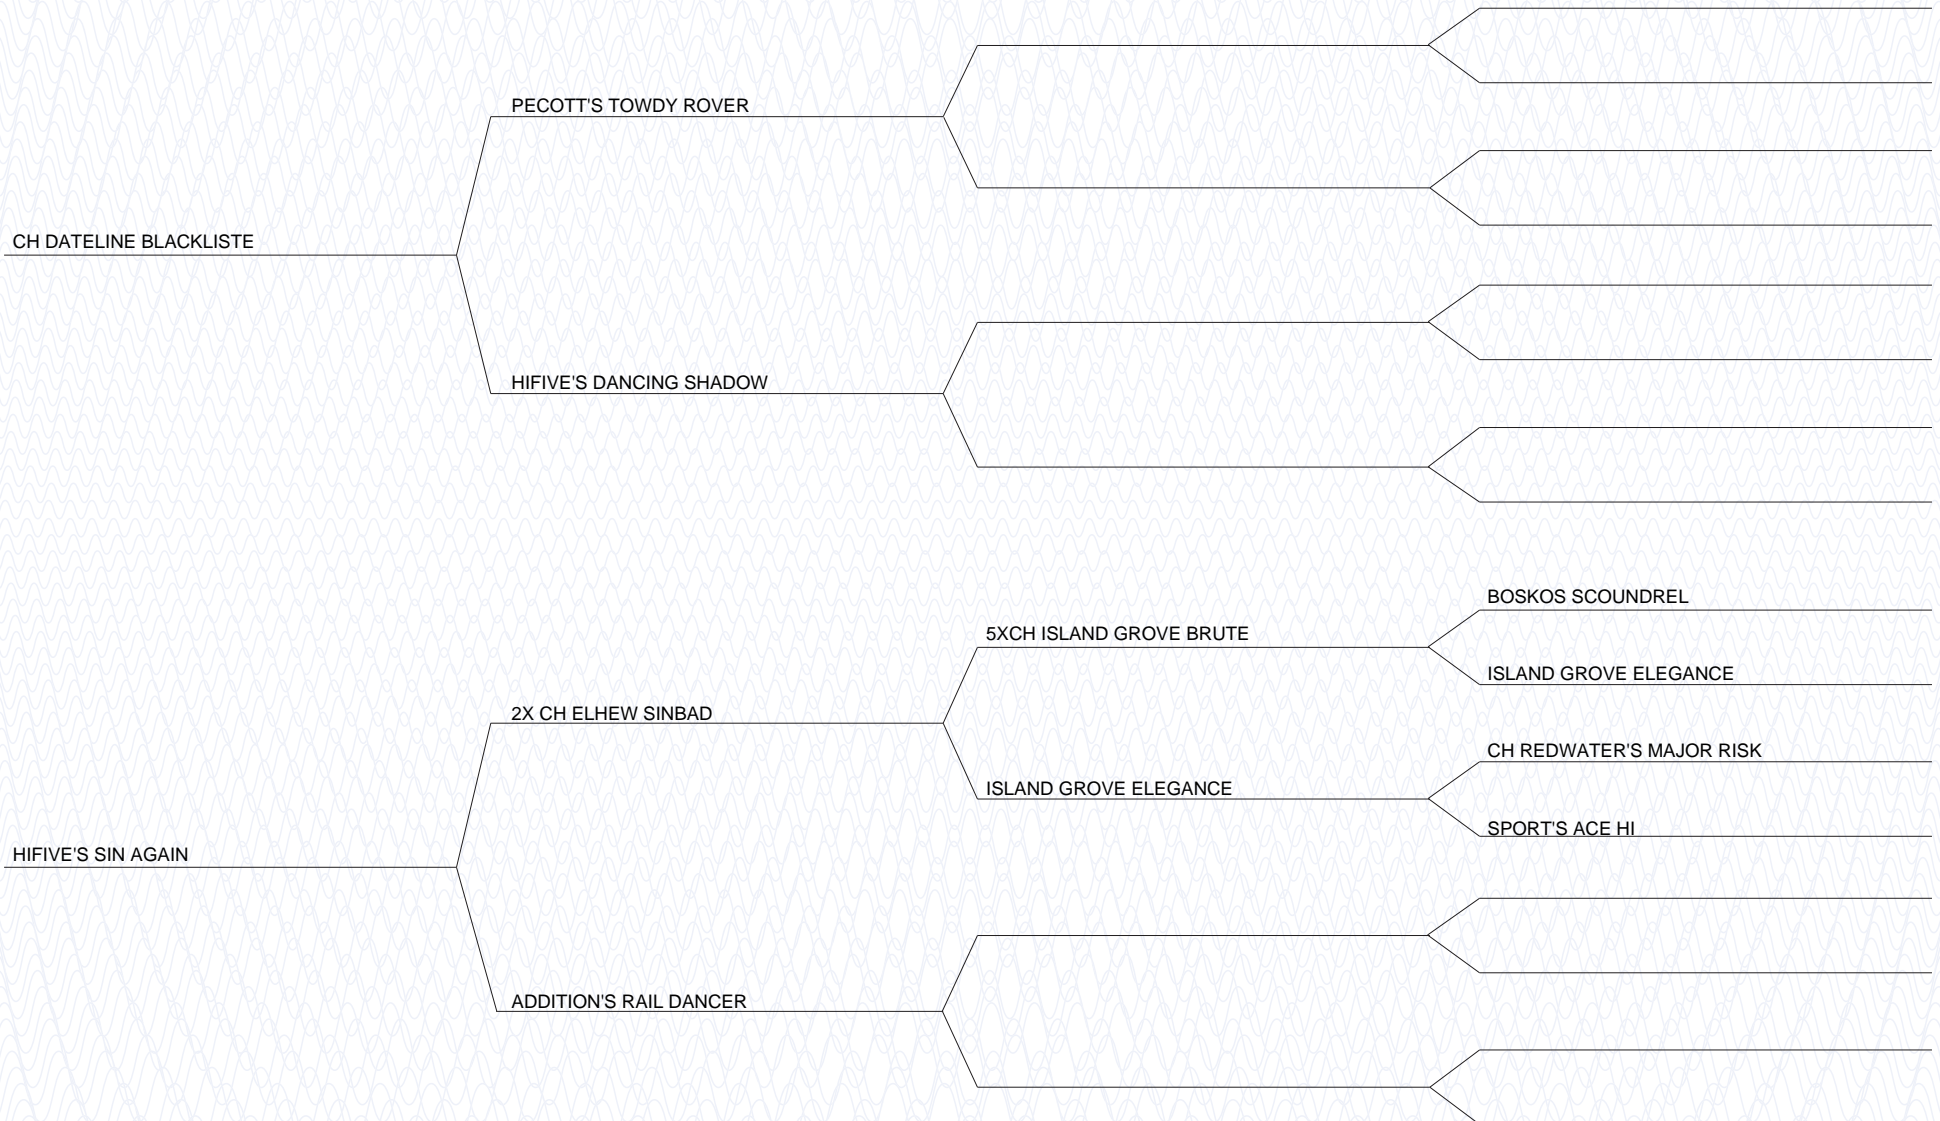 PECOTT'S TOWDY ROVER
CH DATELINE BLACKLISTE
HIFIVE'S DANCING SHADOW
BOSKOS SCOUNDREL
5XCH ISLAND GROVE BRUTE
ISLAND GROVE ELEGANCE
2X CH ELHEW SINBAD
CH REDWATER'S MAJOR RISK
ISLAND GROVE ELEGANCE
SPORT'S ACE HI
HIFIVE'S SIN AGAIN
ADDITION'S RAIL DANCER